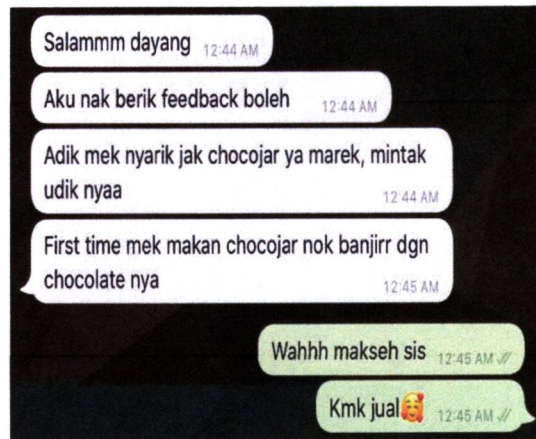 Salammm dayang 12:44 AM
Aku nak berik feedback boleh 12:44 AM
Adik mek nyarik jak chocojar ya marek, mintak
udik nyaa 12:44 AM
First time mek makan chocojar nok banjirr dgn
chocolate nya 12:45 AM
Wahhh makseh sis 12:45 AM
Kmk jual🥰 12:45 AM